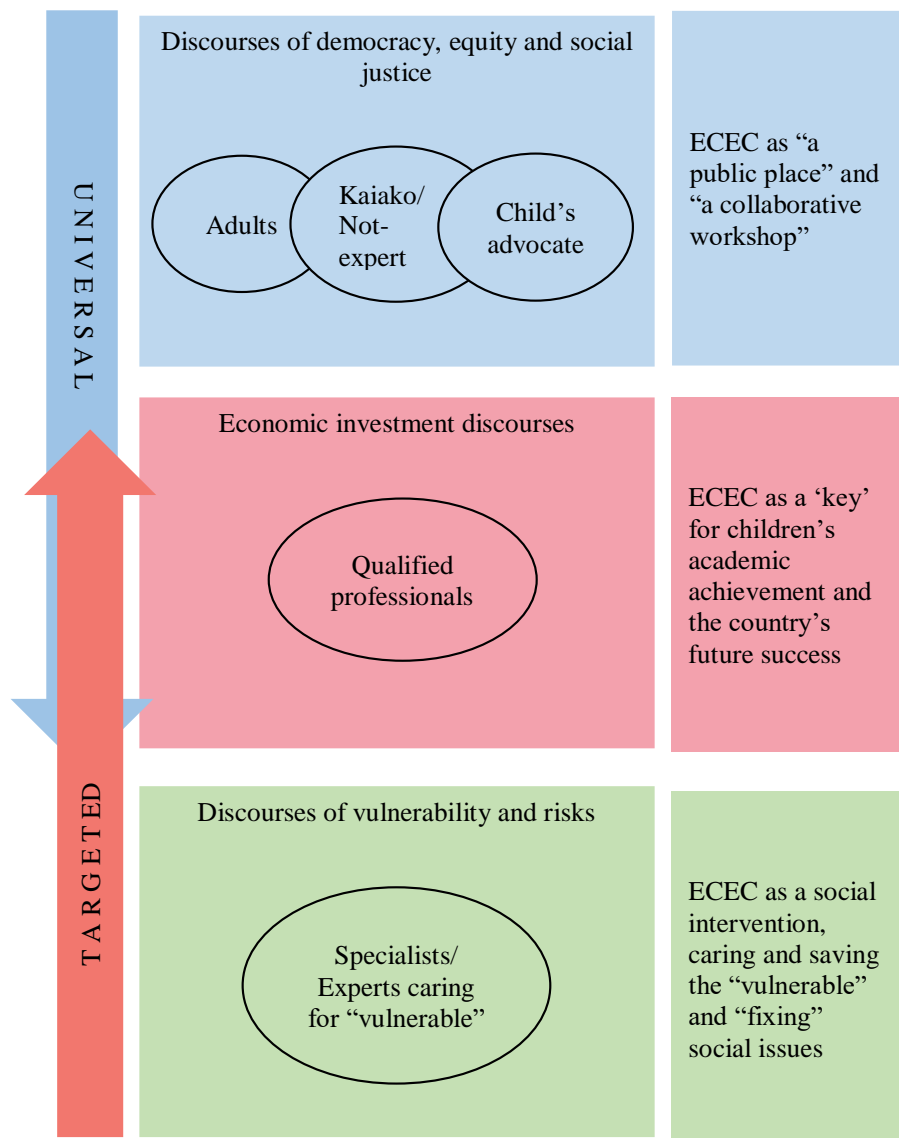 UNIVERSAL
TARGETED
Discourses of democracy, equity and social
justice
Adults
Kaiako/
Not-
expert
Child’s
advocate
ECEC as “a
public place” and
“a collaborative
workshop”
Economic investment discourses
Qualified
professionals
ECEC as a ‘key’
for children’s
academic
achievement and
the country’s
future success
Discourses of vulnerability and risks
Specialists/
Experts caring
for “vulnerable”
ECEC as a social
intervention,
caring and saving
the “vulnerable”
and “fixing”
social issues